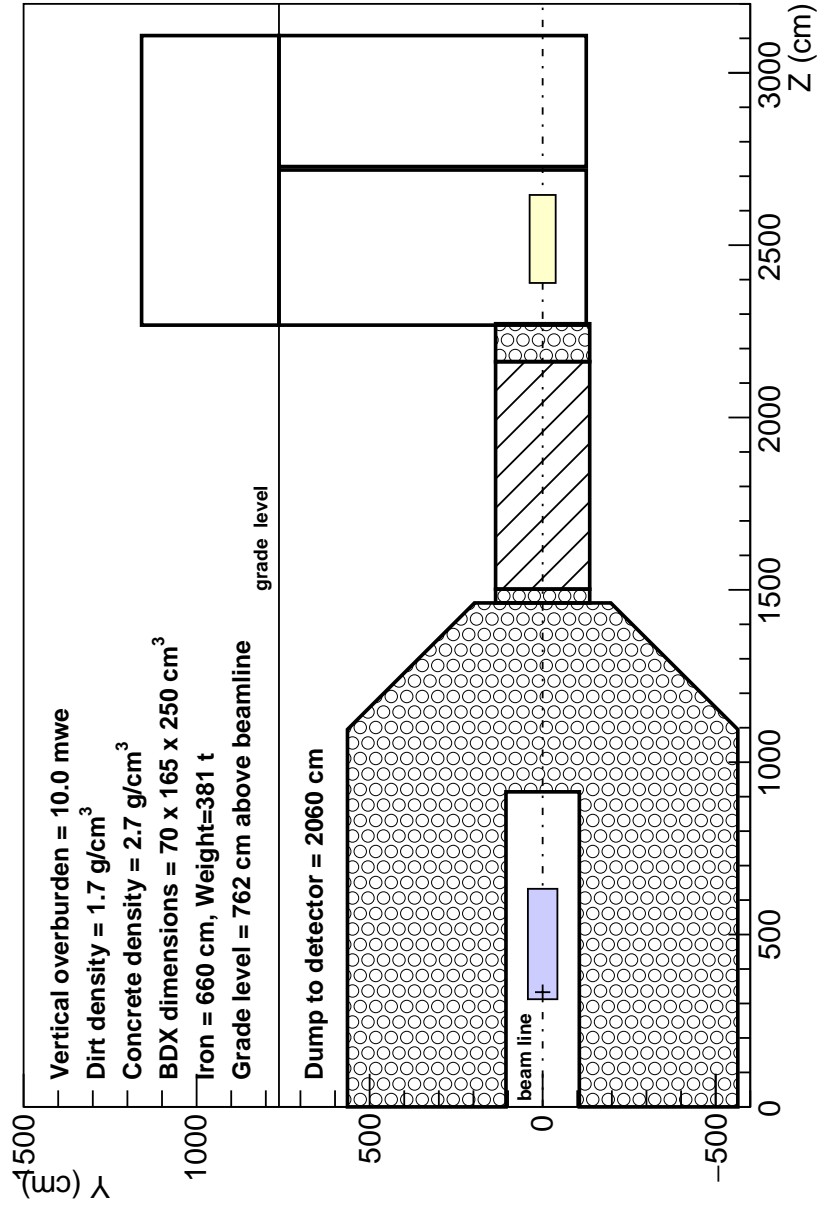 Y (cm)
1500
1000
500
0
−500
Vertical overburden = 10.0 mwe
Dirt density = 1.7 g/cm³
Concrete density = 2.7 g/cm³
BDX dimensions = 70 x 165 x 250 cm³
Iron = 660 cm, Weight=381 t
Grade level = 762 cm above beamline
grade level
Dump to detector = 2060 cm
beam line
0
500
1000
1500
2000
2500
3000
Z (cm)